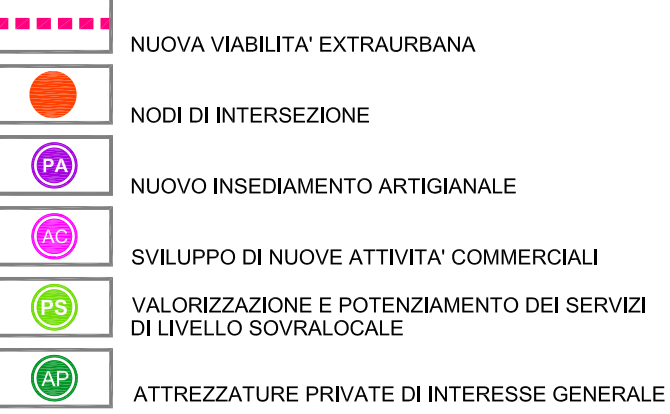 NUOVA VIABILITA' EXTRAURBANA
NODI DI INTERSEZIONE
PA
NUOVO INSEDIAMENTO ARTIGIANALE
AC
SVILUPPO DI NUOVE ATTIVITA' COMMERCIALI
PS
VALORIZZAZIONE E POTENZIAMENTO DEI SERVIZI
DI LIVELLO SOVRALOCALE
AP
ATTREZZATURE PRIVATE DI INTERESSE GENERALE